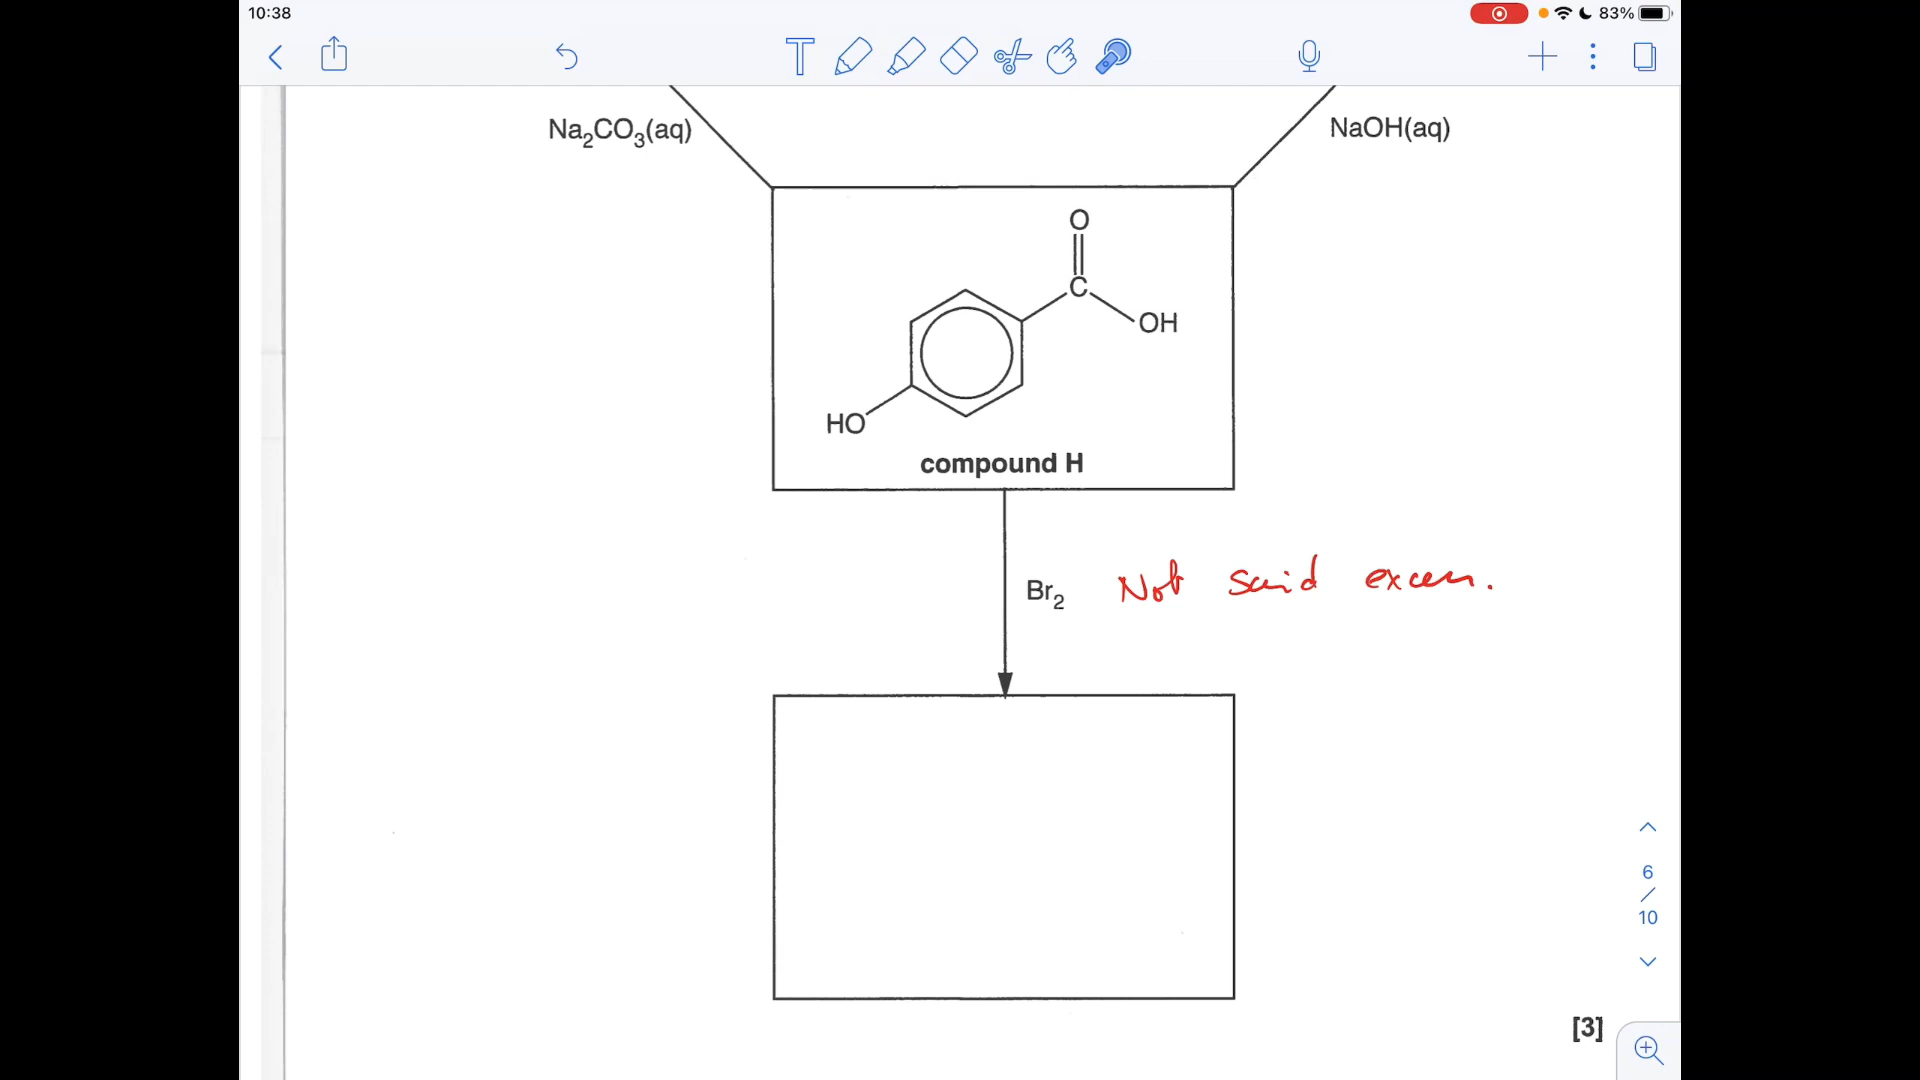 10:38
83%
T
Na₂CO₃(aq)
NaOH(aq)
O
C
OH
HO
compound H
Br₂ Not said excess.
6
/
10
[3]